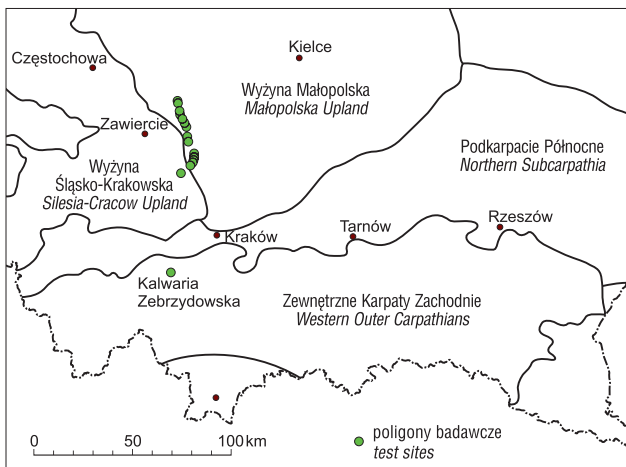 Częstochowa
Kielce
Wyżyna Małopolska
Małopolska Upland
Zawiercie
Podkarpacie Północne
Northern Subcarpathia
Wyżyna
Śląsko-Krakowska
Silesia-Cracow Upland
Rzeszów
Tarnów
Kraków
Kalwaria
Zebrzydowska
Zewnętrzne Karpaty Zachodnie
Western Outer Carpathians
0 50 100 km
poligony badawcze
test sites